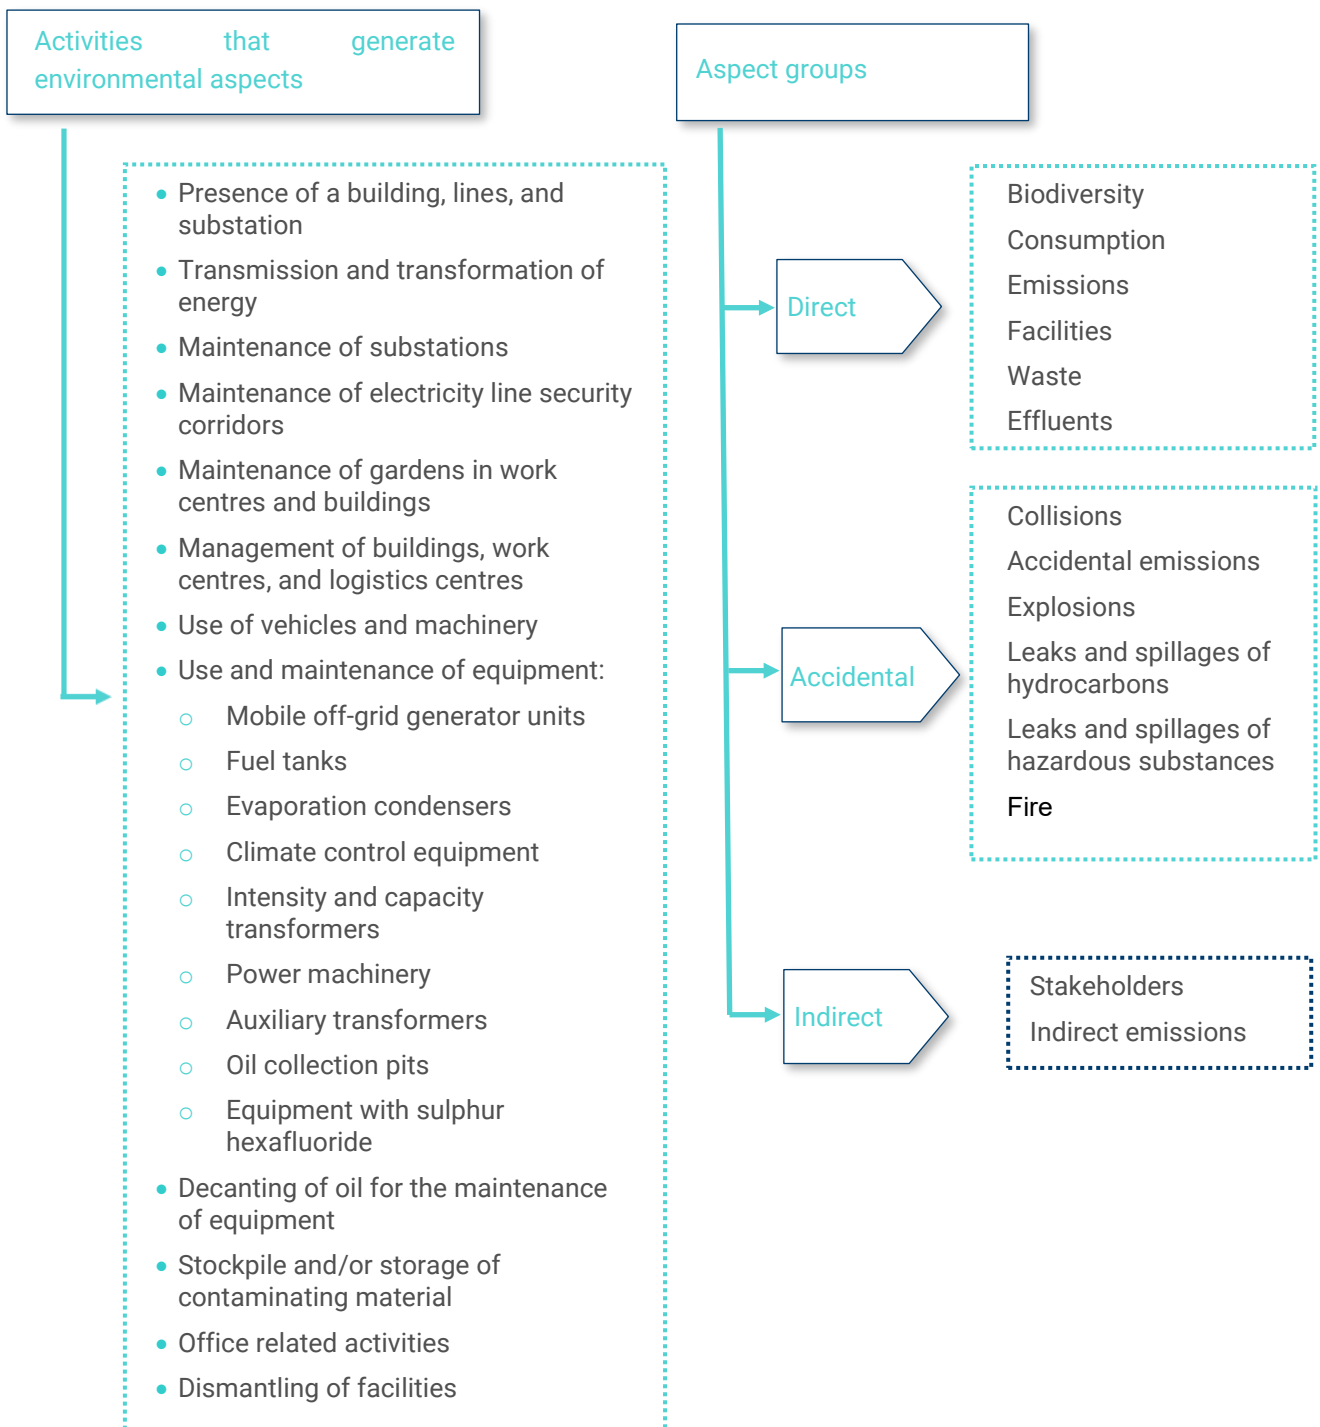 Activities that generate
environmental aspects
• Presence of a building, lines, and
substation
• Transmission and transformation of
energy
• Maintenance of substations
• Maintenance of electricity line security
corridors
• Maintenance of gardens in work
centres and buildings
• Management of buildings, work
centres, and logistics centres
• Use of vehicles and machinery
• Use and maintenance of equipment:
○ Mobile off-grid generator units
○ Fuel tanks
○ Evaporation condensers
○ Climate control equipment
○ Intensity and capacity
transformers
○ Power machinery
○ Auxiliary transformers
○ Oil collection pits
○ Equipment with sulphur
hexafluoride
• Decanting of oil for the maintenance
of equipment
• Stockpile and/or storage of
contaminating material
• Office related activities
• Dismantling of facilities
Aspect groups
Direct
Biodiversity
Consumption
Emissions
Facilities
Waste
Effluents
Accidental
Collisions
Accidental emissions
Explosions
Leaks and spillages of
hydrocarbons
Leaks and spillages of
hazardous substances
Fire
Indirect
Stakeholders
Indirect emissions